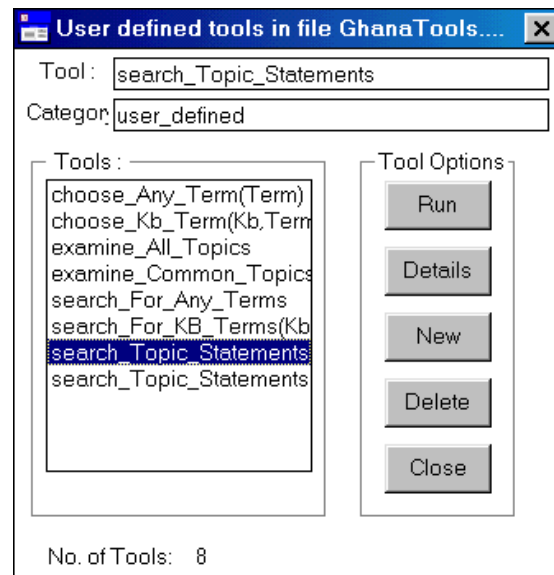 User defined tools in file GhanaTools....
Tool : search_Topic_Statements
Categor user_defined
Tools :
choose_Any_Term(Term)
choose_Kb_Term(Kb,Term
examine_All_Topics
examine_Common_Topics
search_For_Any_Terms
search_For_KB_Terms(Kb
search_Topic_Statements
search_Topic_Statements
Tool Options
Run
Details
New
Delete
Close
No. of Tools: 8